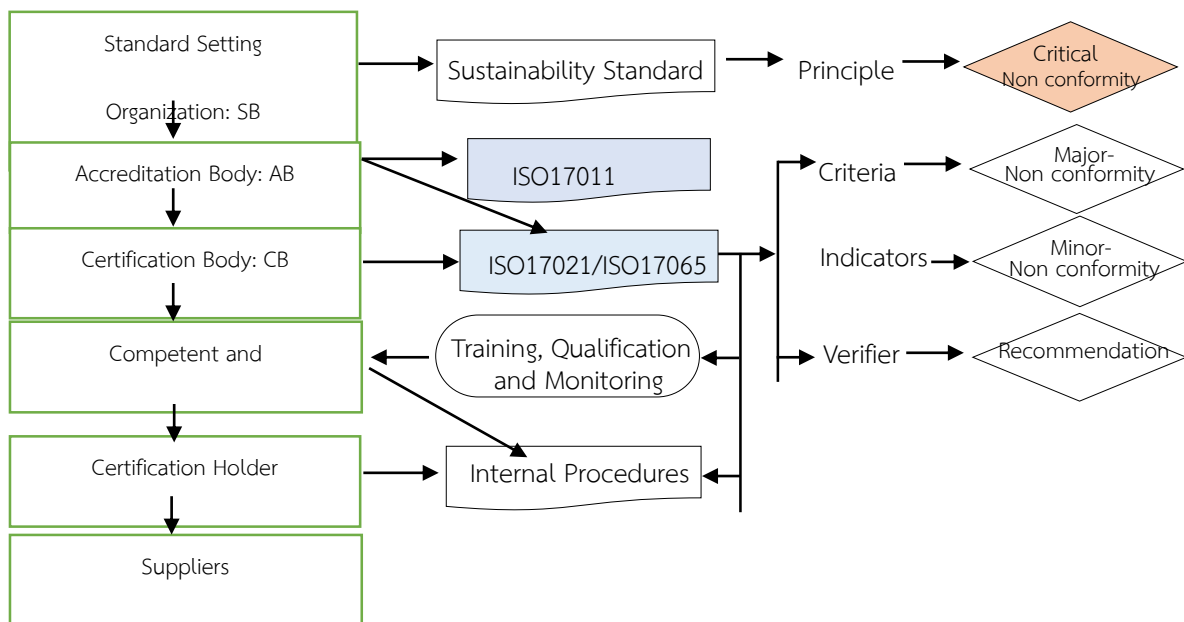 Standard Setting
Organization: SB
Sustainability Standard
Principle
Critical
Non conformity
Accreditation Body: AB
ISO17011
Criteria
Major-
Non conformity
Certification Body: CB
ISO17021/ISO17065
Indicators
Minor-
Non conformity
Competent and
Training, Qualification
and Monitoring
Verifier
Recommendation
Certification Holder
Internal Procedures
Suppliers